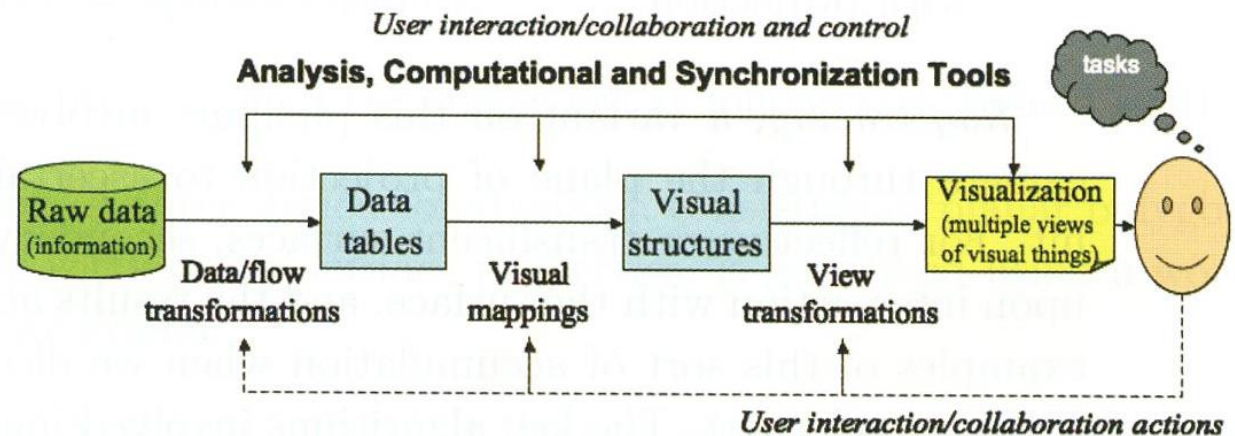 User interaction/collaboration and control
Analysis, Computational and Synchronization Tools
tasks
Raw data
(information)
Data
tables
Visual
structures
Visualization
(multiple views
of visual things)
Data/flow
transformations
Visual
mappings
View
transformations
User interaction/collaboration actions